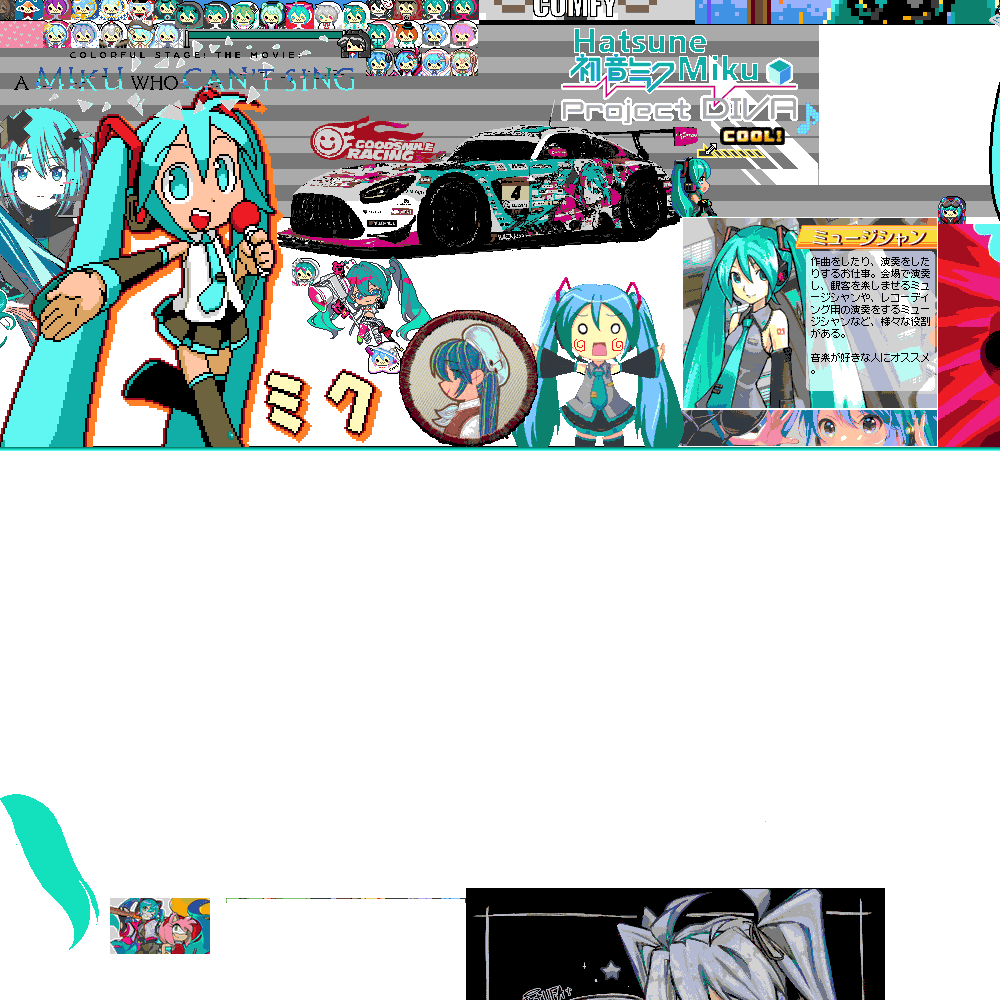 COMFY
COLORFUL STAGE! THE MOVIE:
A MIKU WHO CAN'T SING
Hatsune
初音ミク Miku
Project DIVA
COOL!
GOODSMILE
RACING
4
ミク
ミュージシャン
作曲をしたり、演奏をした
りするお仕事。会場で演奏
し、観客を楽しませるミュ
ージシャンや、レコーディ
ング用の演奏をするミュー
ジシャンなど、様々な役割
がある。
音楽が好きな人にオススメ
。